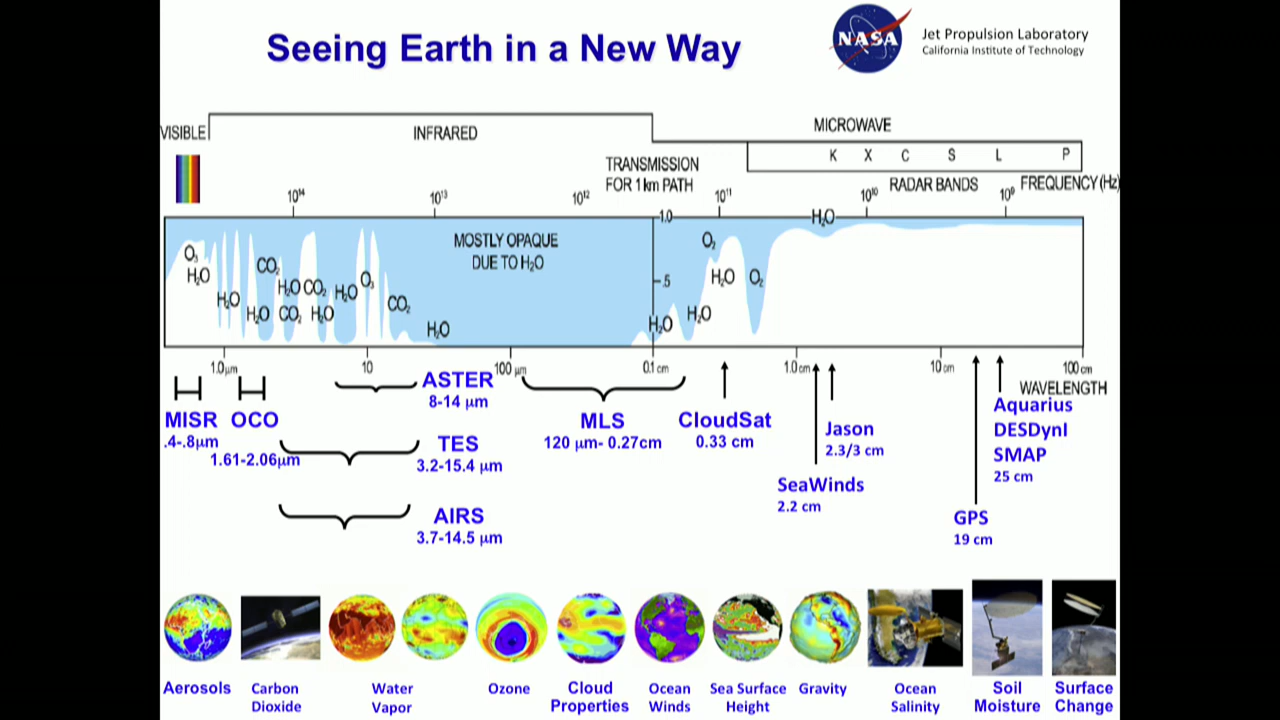 Seeing Earth in a New Way
NASA
Jet Propulsion Laboratory
California Institute of Technology
VISIBLE
INFRARED
MICROWAVE
K X C S L P
TRANSMISSION
FOR 1 km PATH
RADAR BANDS
FREQUENCY (Hz)
10¹⁴ 10¹³ 10¹² 10¹¹ 10¹⁰ 10⁹
1.0
.5
MOSTLY OPAQUE
DUE TO H₂O
O₃
H₂O
H₂O
CO₂
H₂O
H₂O
CO₂
CO₂
H₂O
H₂O
O₃
CO₂
H₂O
H₂O
H₂O
O₂
H₂O
O₂
H₂O
1.0 μm 10 100 μm 0.1 cm 1.0 cm 10 cm 100 cm
WAVELENGTH
MISR
.4-.8μm
OCO
1.61-2.06μm
ASTER
8-14 μm
TES
3.2-15.4 μm
AIRS
3.7-14.5 μm
MLS
120 μm- 0.27cm
CloudSat
0.33 cm
Jason
2.3/3 cm
SeaWinds
2.2 cm
Aquarius
DESDynI
SMAP
25 cm
GPS
19 cm
Aerosols
Carbon
Dioxide
Water
Vapor
Ozone
Cloud
Properties
Ocean
Winds
Sea Surface
Height
Gravity
Ocean
Salinity
Soil
Moisture
Surface
Change